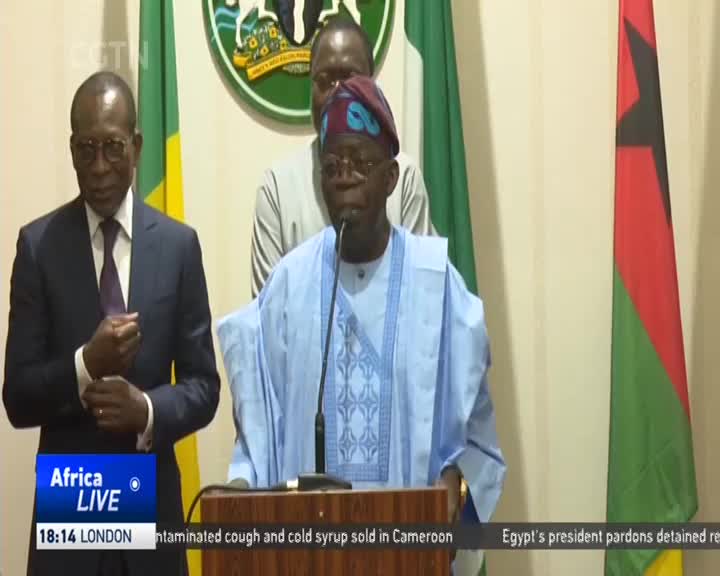 CGTN
Africa
LIVE
18:14 LONDON
ntaminated cough and cold syrup sold in Cameroon Egypt's president pardons detained re